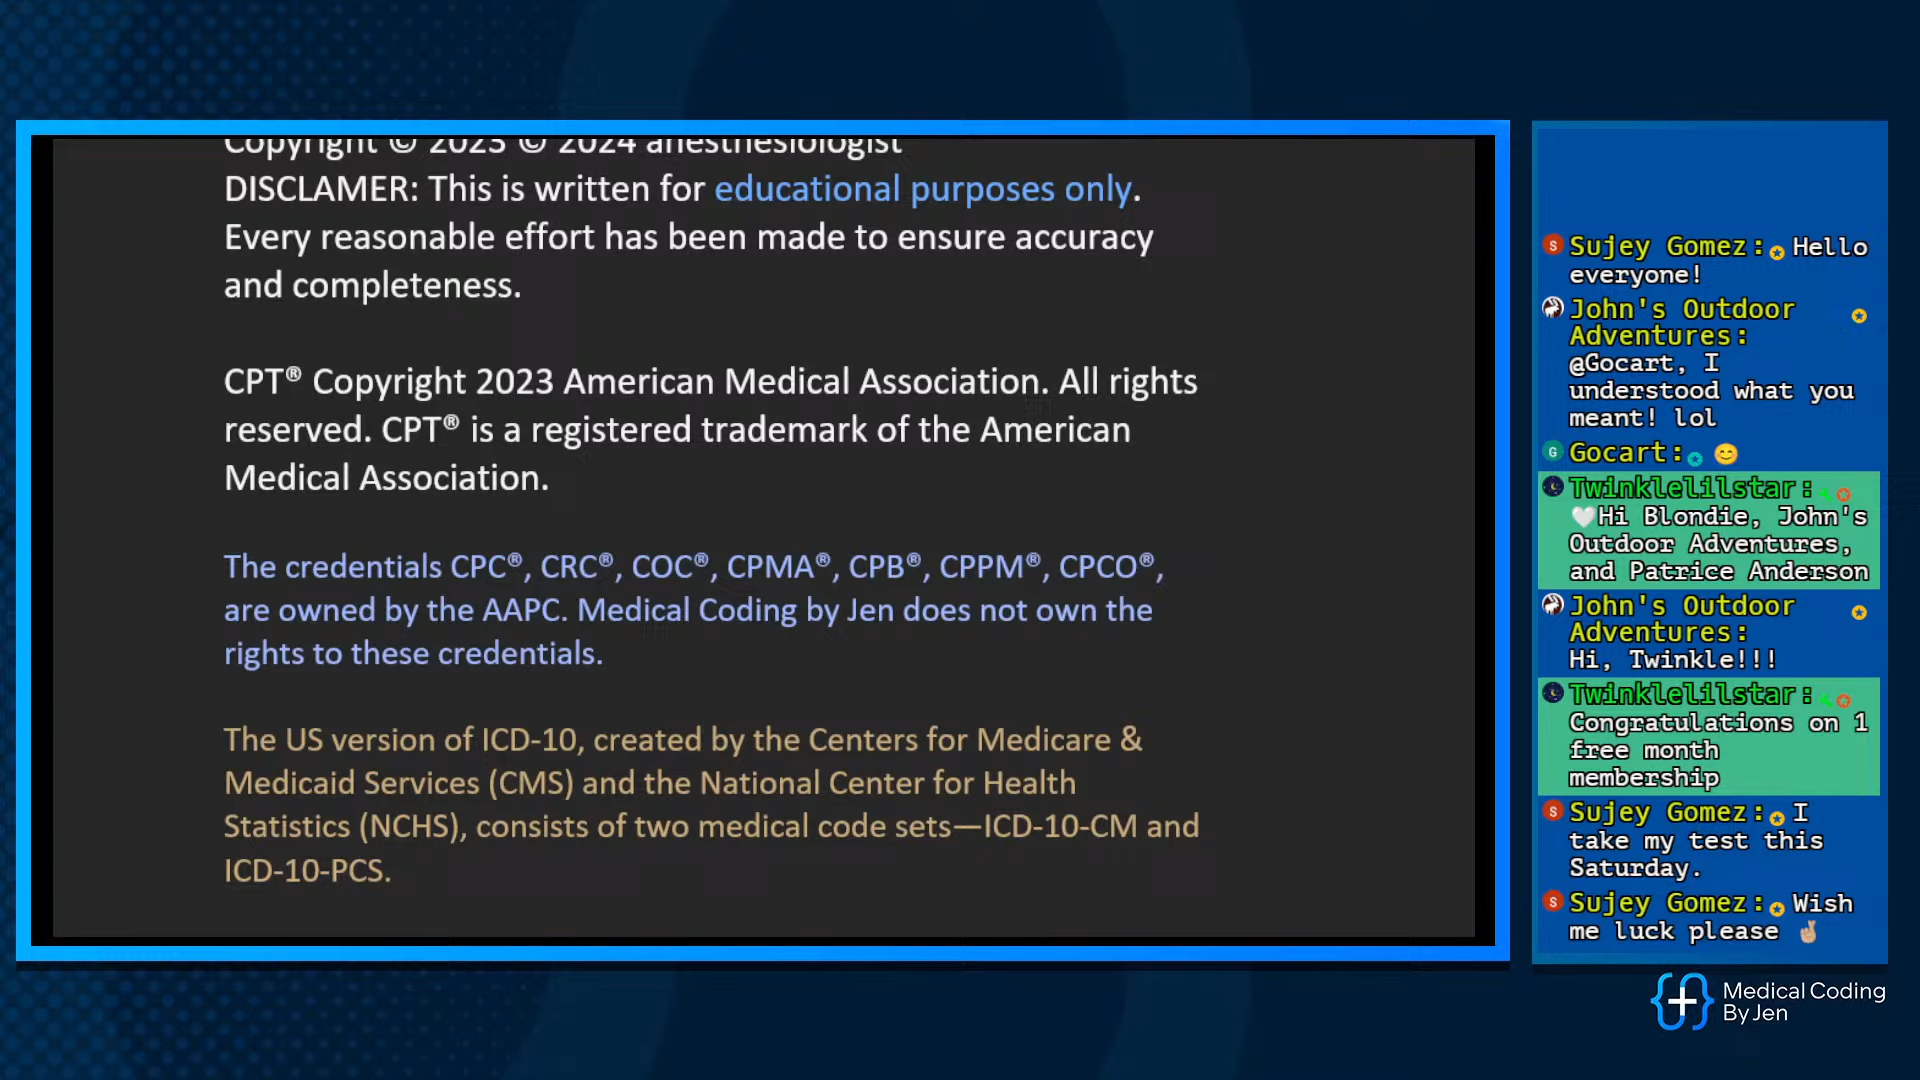 Copyright © 2023 © 2024 anesthesiologist
DISCLAMER: This is written for educational purposes only.
Every reasonable effort has been made to ensure accuracy
and completeness.
CPT® Copyright 2023 American Medical Association. All rights
reserved. CPT® is a registered trademark of the American
Medical Association.
The credentials CPC®, CRC®, COC®, CPMA®, CPB®, CPPM®, CPCO®,
are owned by the AAPC. Medical Coding by Jen does not own the
rights to these credentials.
The US version of ICD-10, created by the Centers for Medicare &
Medicaid Services (CMS) and the National Center for Health
Statistics (NCHS), consists of two medical code sets—ICD-10-CM and
ICD-10-PCS.
S Sujey Gomez: Hello
everyone!
John's Outdoor
Adventures:
@Gocart, I
understood what you
meant! lol
G Gocart: 😊
Twinklelilstar:
🤍Hi Blondie, John's
Outdoor Adventures,
and Patrice Anderson
John's Outdoor
Adventures:
Hi, Twinkle!!!
Twinklelilstar:
Congratulations on 1
free month
membership
S Sujey Gomez: I
take my test this
Saturday.
S Sujey Gomez: Wish
me luck please 🤞🏼
Medical Coding
By Jen